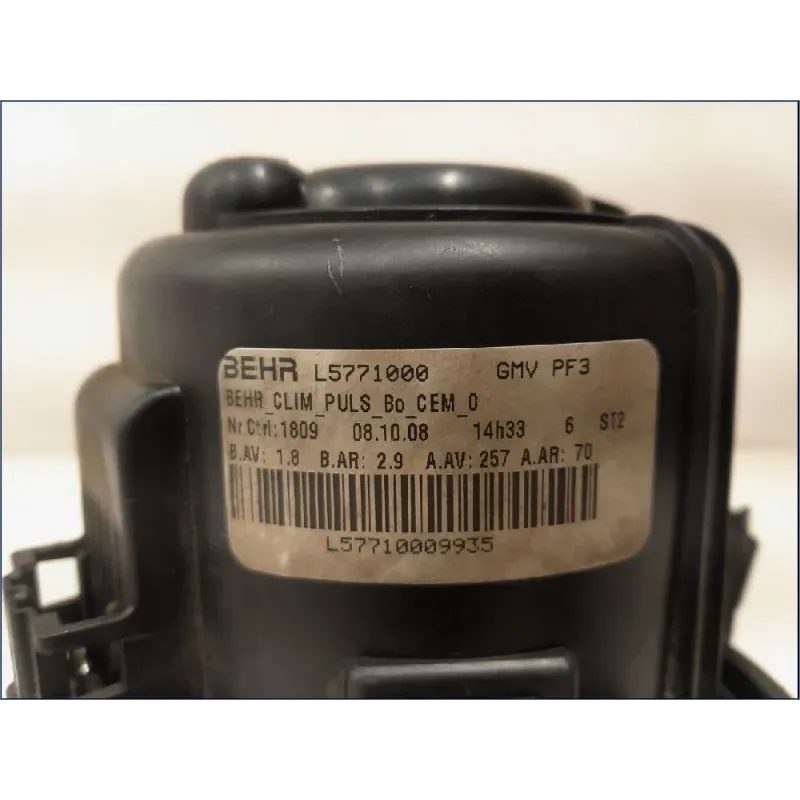 BEHR L5771000 GMV PF3
BEHR_CLIM_PULS_Bo_CEM_0
Nr Ctrl:1809 08.10.08 14h33 6 ST2
B.AV: 1.8 B.AR: 2.9 A.AV: 257 A.AR: 70
L57710009935